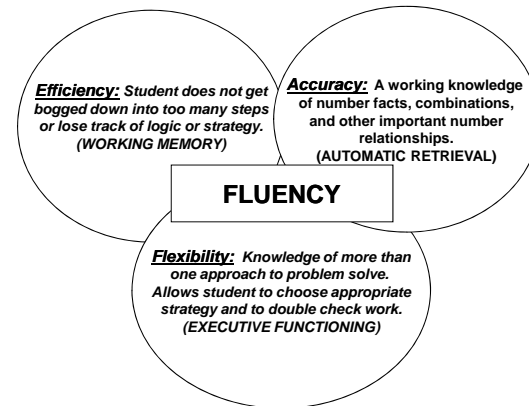 Efficiency: Student does not get
bogged down into too many steps
or lose track of logic or strategy.
(WORKING MEMORY)
Accuracy: A working knowledge
of number facts, combinations,
and other important number
relationships.
(AUTOMATIC RETRIEVAL)
FLUENCY
Flexibility: Knowledge of more than
one approach to problem solve.
Allows student to choose appropriate
strategy and to double check work.
(EXECUTIVE FUNCTIONING)